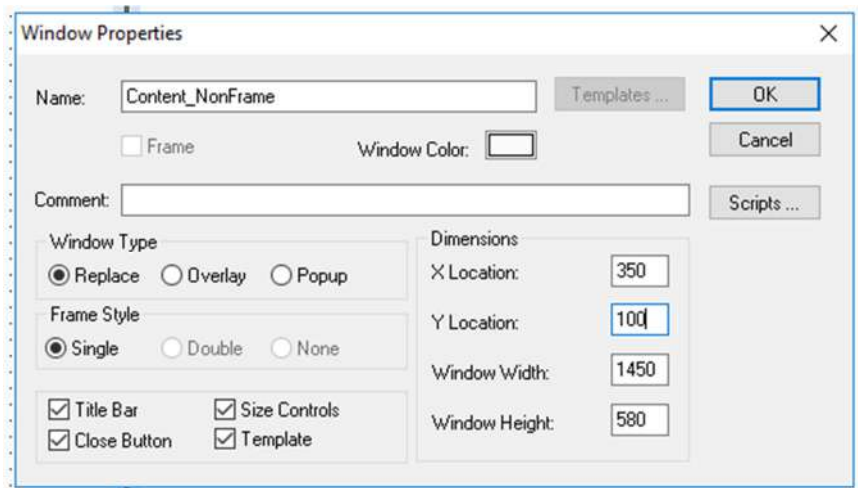 Window Properties
Name: Content_NonFrame Templates ... OK
Frame Window Color: Cancel
Comment: Scripts ...
Window Type
Replace Overlay Popup
Frame Style
Single Double None
Title Bar Size Controls
Close Button Template
Dimensions
X Location: 350
Y Location: 100
Window Width: 1450
Window Height: 580